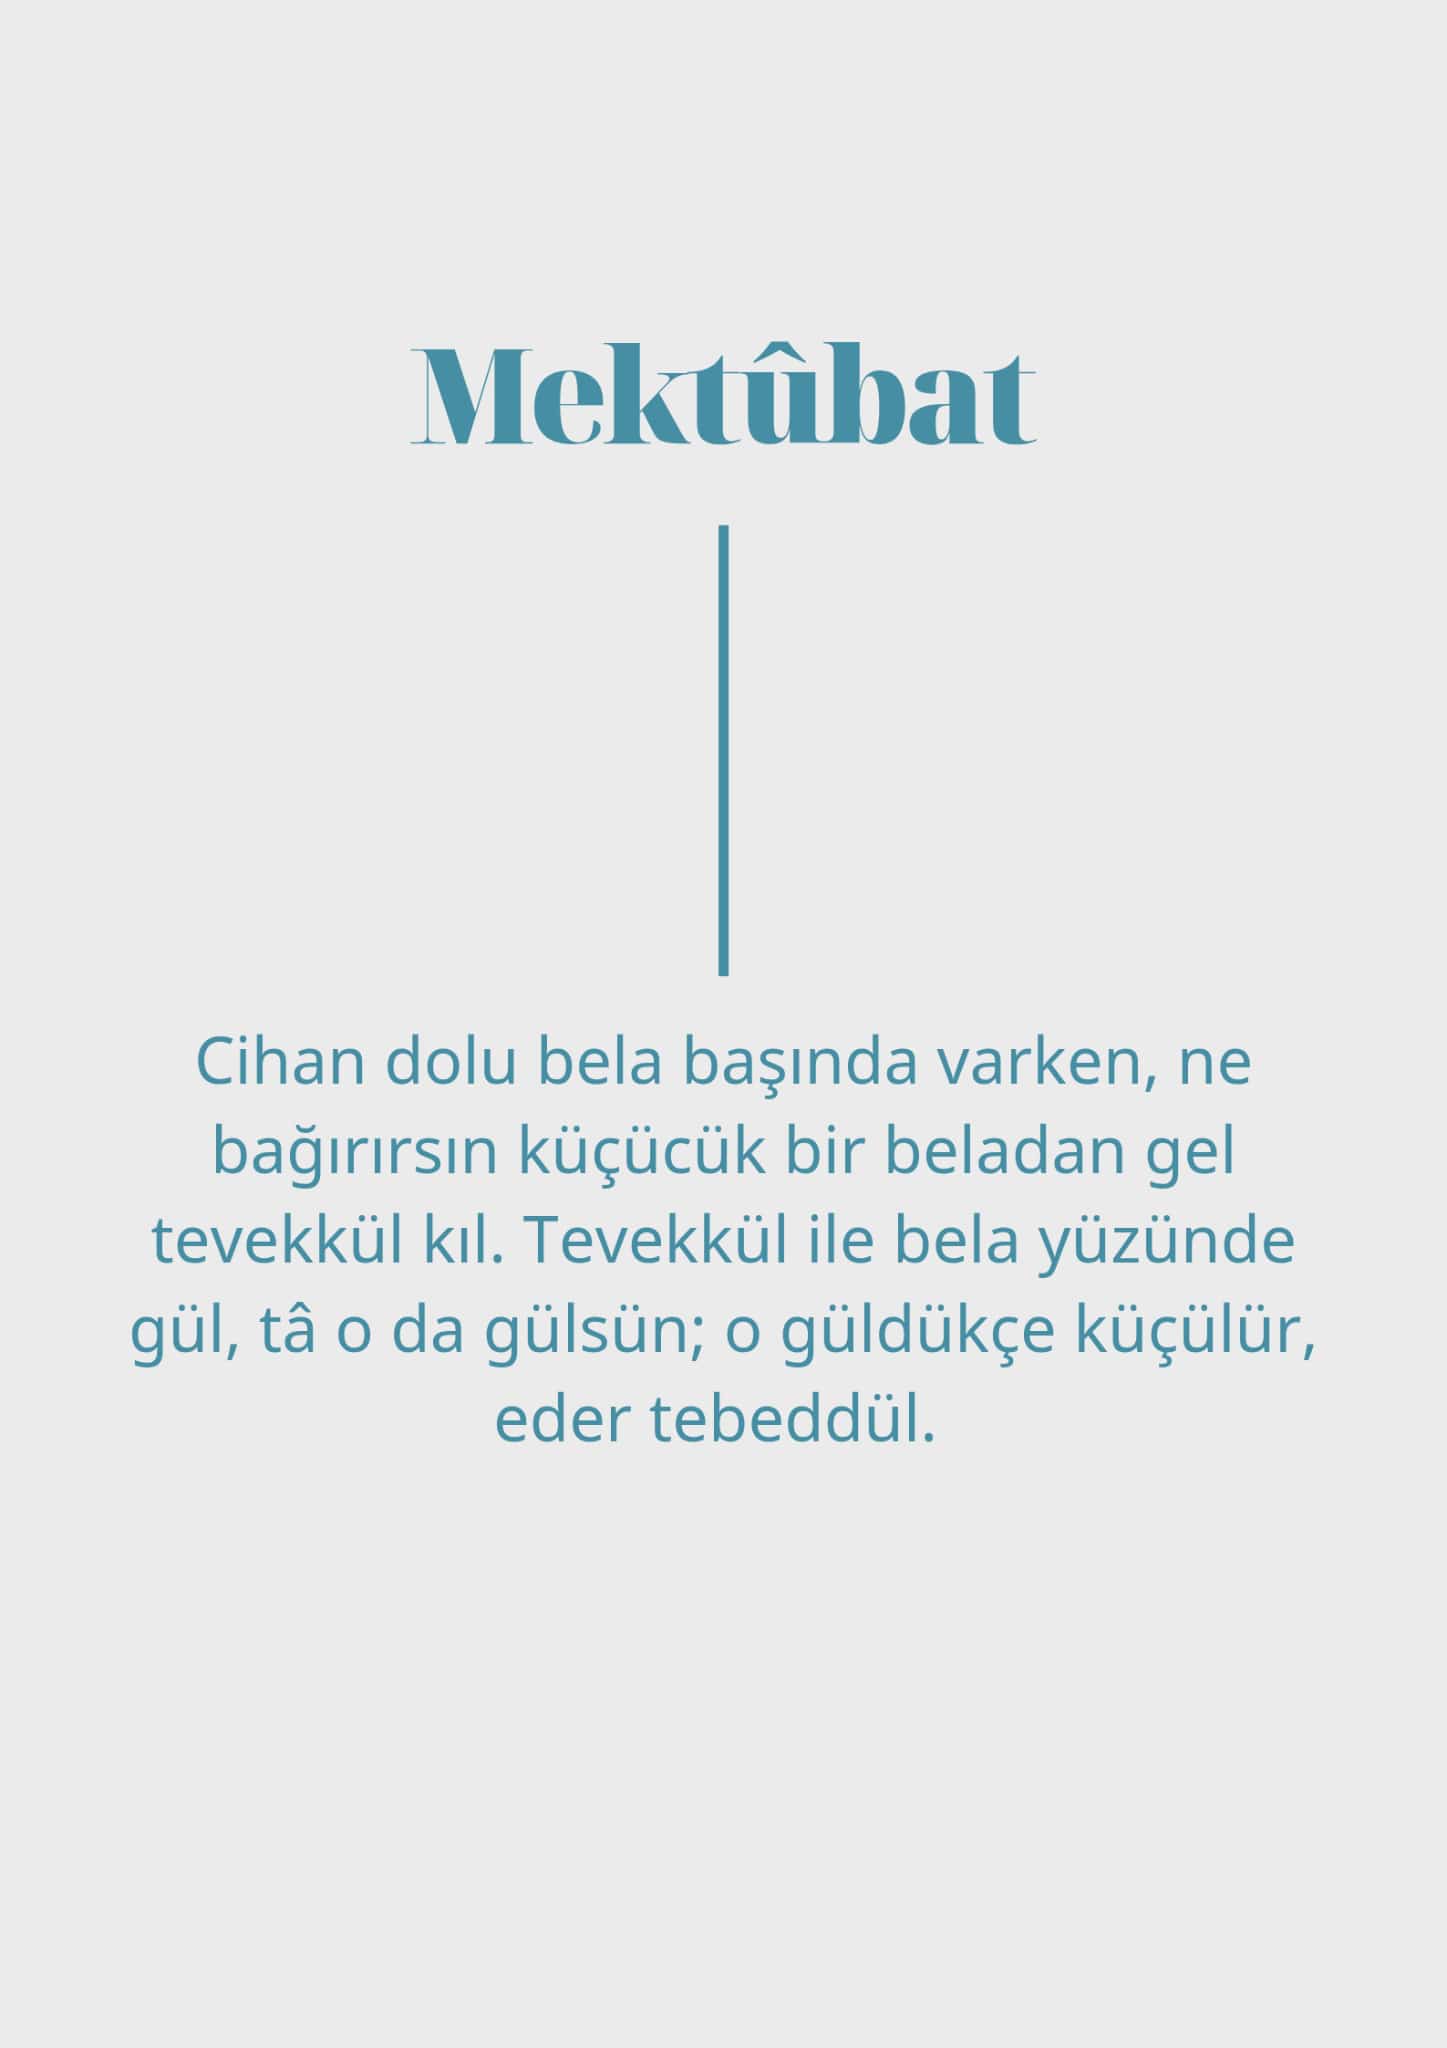 Mektûbat
Cihan dolu bela başında varken, ne
bağırırsın küçücük bir beladan gel
tevekkül kıl. Tevekkül ile bela yüzünde
gül, tâ o da gülsün; o güldükçe küçülür,
eder tebeddül.